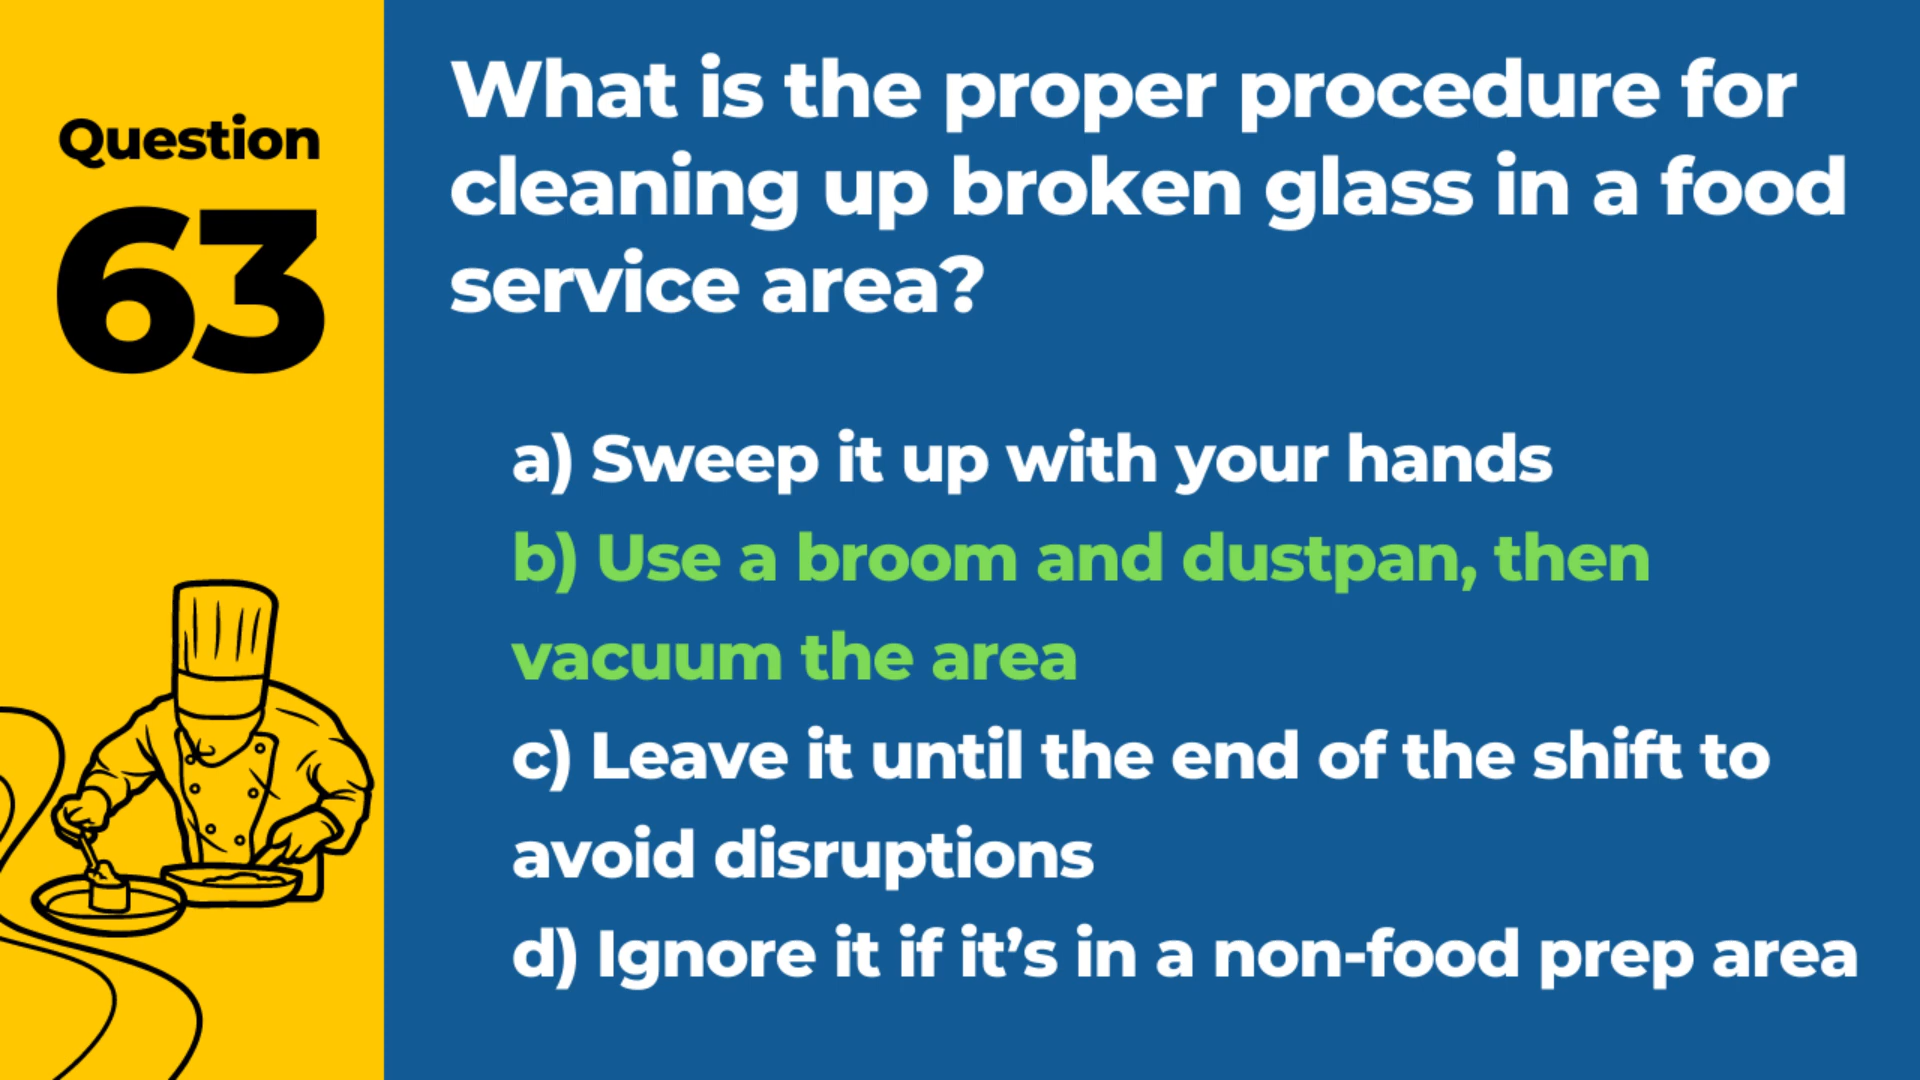 Question
63
What is the proper procedure for
cleaning up broken glass in a food
service area?
a) Sweep it up with your hands
b) Use a broom and dustpan, then
vacuum the area
c) Leave it until the end of the shift to
avoid disruptions
d) Ignore it if it’s in a non-food prep area